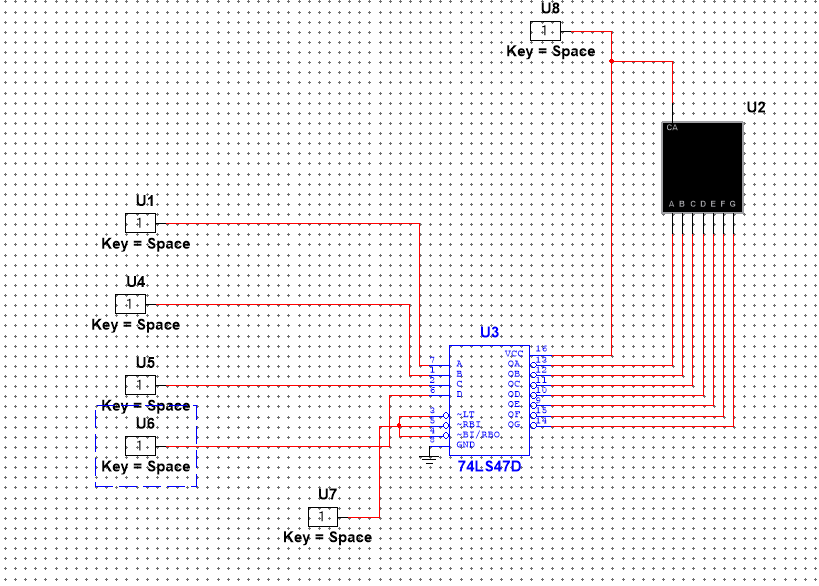 U8
1
Key = Space
U2
CA
A B C D E F G
U1
1
Key = Space
U4
1
Key = Space
U3
VCC 16
7 A QA 13
1 B QB 12
2 C QC 11
6 D QD 10
QE 9
3 ~LT QF 15
5 ~RBI QG 14
4 ~BI/RBO
8 GND
74LS47D
U5
1
Key = Space
U6
1
Key = Space
U7
1
Key = Space